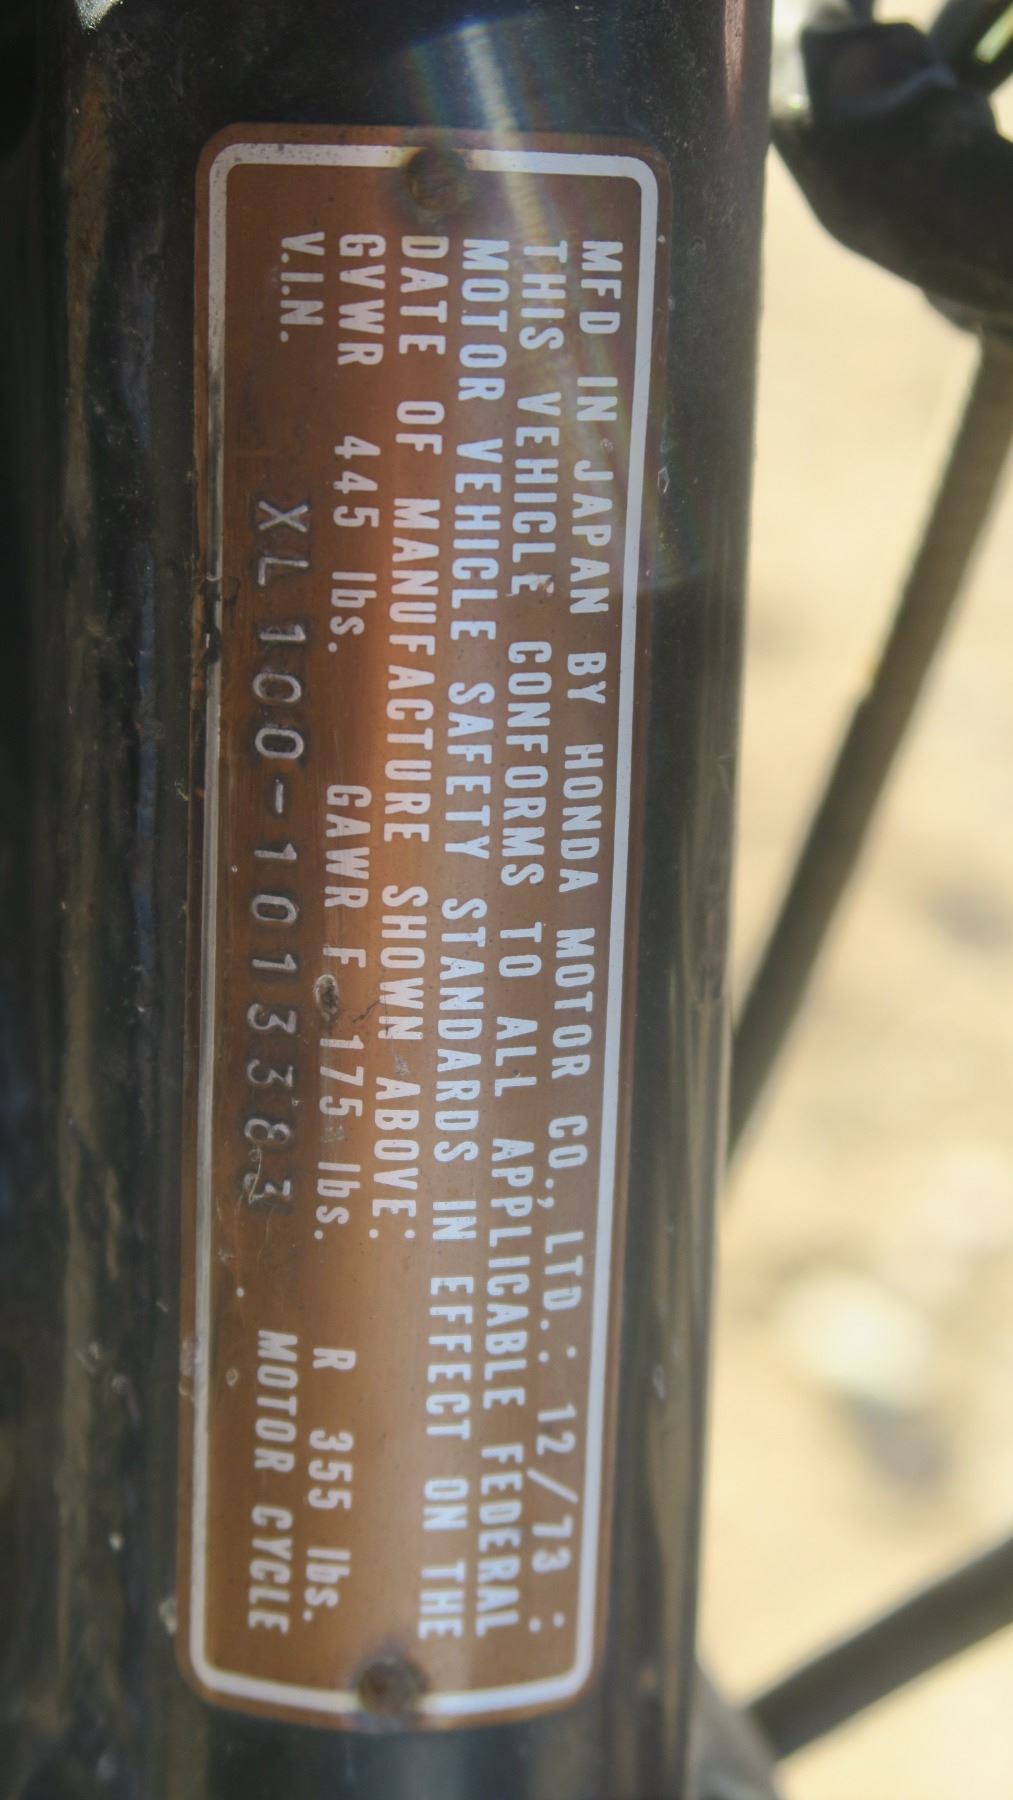 MFD IN JAPAN BY HONDA MOTOR CO., LTD.: 12/73 :
THIS VEHICLE CONFORMS TO ALL APPLICABLE FEDERAL
MOTOR VEHICLE SAFETY STANDARDS IN EFFECT ON THE
DATE OF MANUFACTURE SHOWN ABOVE:
GVWR 445 lbs. GAWR F 175 lbs. R 355 lbs.
V.I.N. XL100-1013383 MOTOR CYCLE